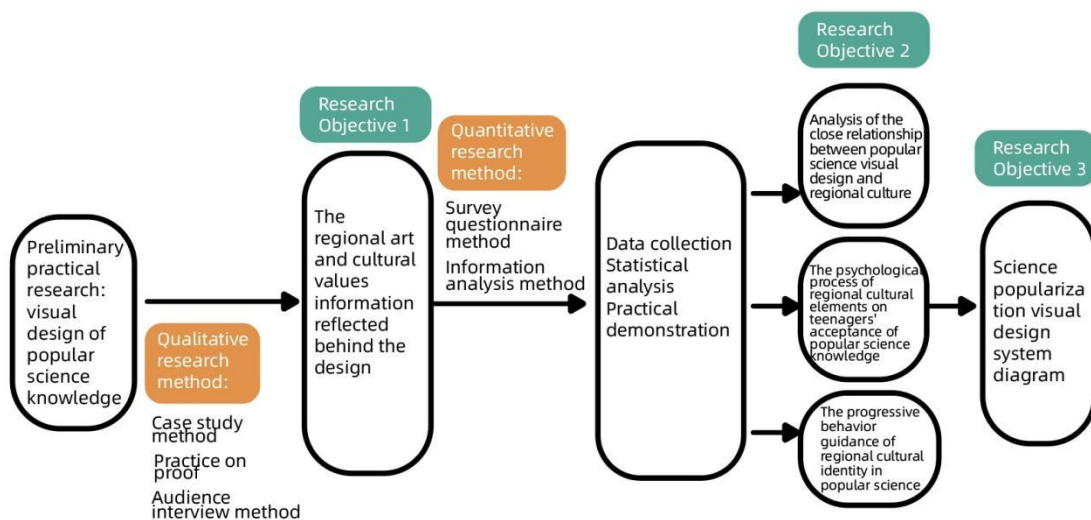 Preliminary
practical
research:
visual
design of
popular
science
knowledge
Qualitative
research
method:
Case study
method
Practice on
proof
Audience
interview method
Research
Objective 1
The
regional art
and cultural
values
information
reflected
behind the
design
Quantitative
research
method:
Survey
questionnaire
method
Information
analysis method
Data collection
Statistical
analysis
Practical
demonstration
Research
Objective 2
Analysis of the
close relationship
between popular
science visual
design and
regional culture
The psychological
process of
regional cultural
elements on
teenagers'
acceptance of
popular science
knowledge
The progressive
behavior
guidance of
regional cultural
identity in
popular science
Research
Objective 3
Science
populariza
tion visual
design
system
diagram